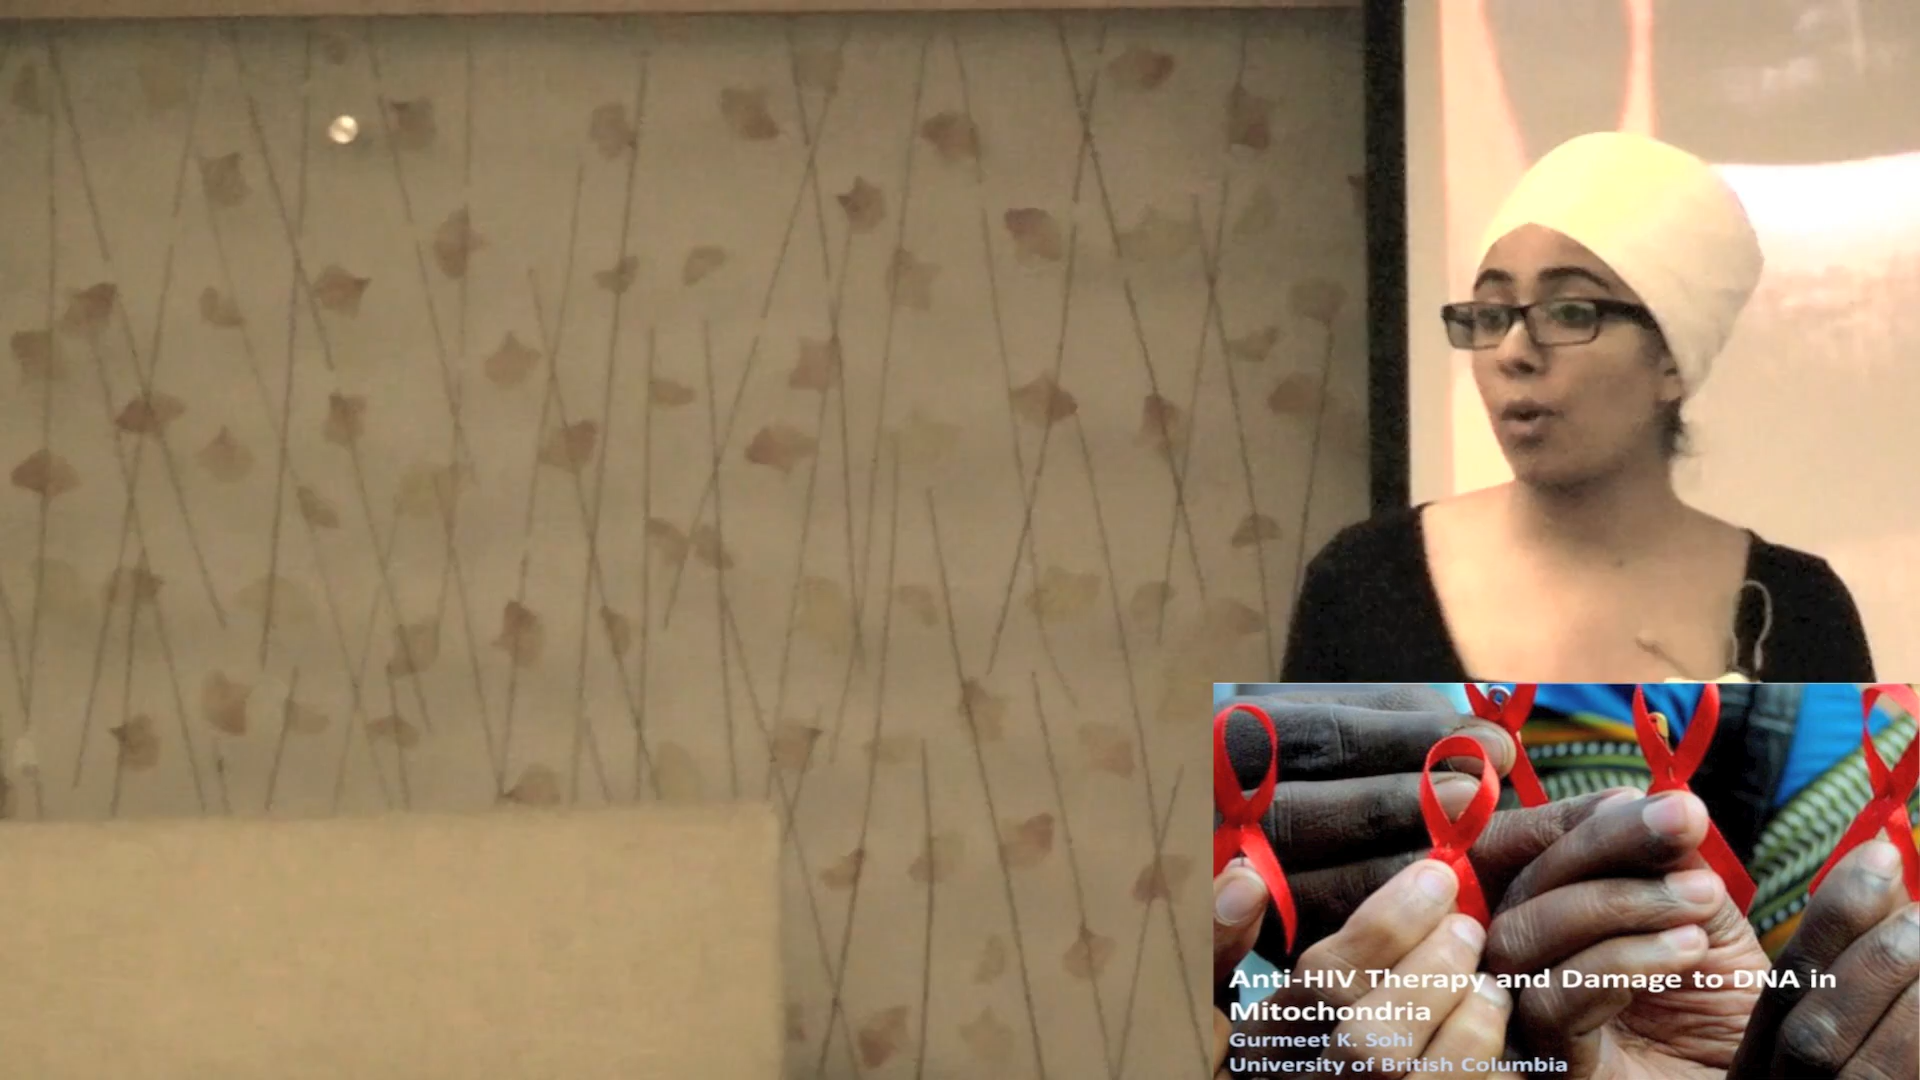 Anti-HIV Therapy and Damage to DNA in
Mitochondria
Gurmeet K. Sohi
University of British Columbia